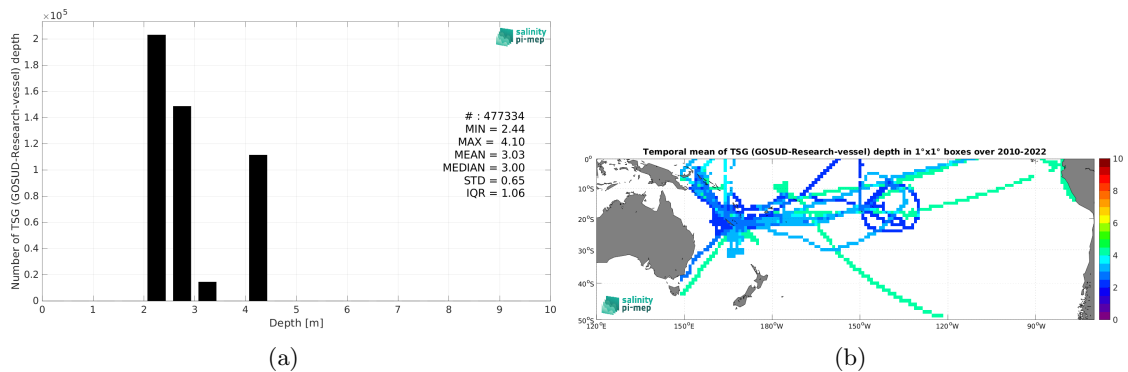 ×10⁵
2
1.8
1.6
1.4
1.2
1
0.8
0.6
0.4
0.2
0
Number of TSG (GOSUD-Research-vessel) depth
0 1 2 3 4 5 6 7 8 9 10
Depth [m]
salinity
pi-mep
# : 477334
MIN = 2.44
MAX = 4.10
MEAN = 3.03
MEDIAN = 3.00
STD = 0.65
IQR = 1.06
(a)
Temporal mean of TSG (GOSUD-Research-vessel) depth in 1°x1° boxes over 2010-2022
0°
10°S
20°S
30°S
40°S
50°S
120°E 150°E 180°W 150°W 120°W 90°W
salinity
pi-mep
10
8
6
4
2
0
(b)